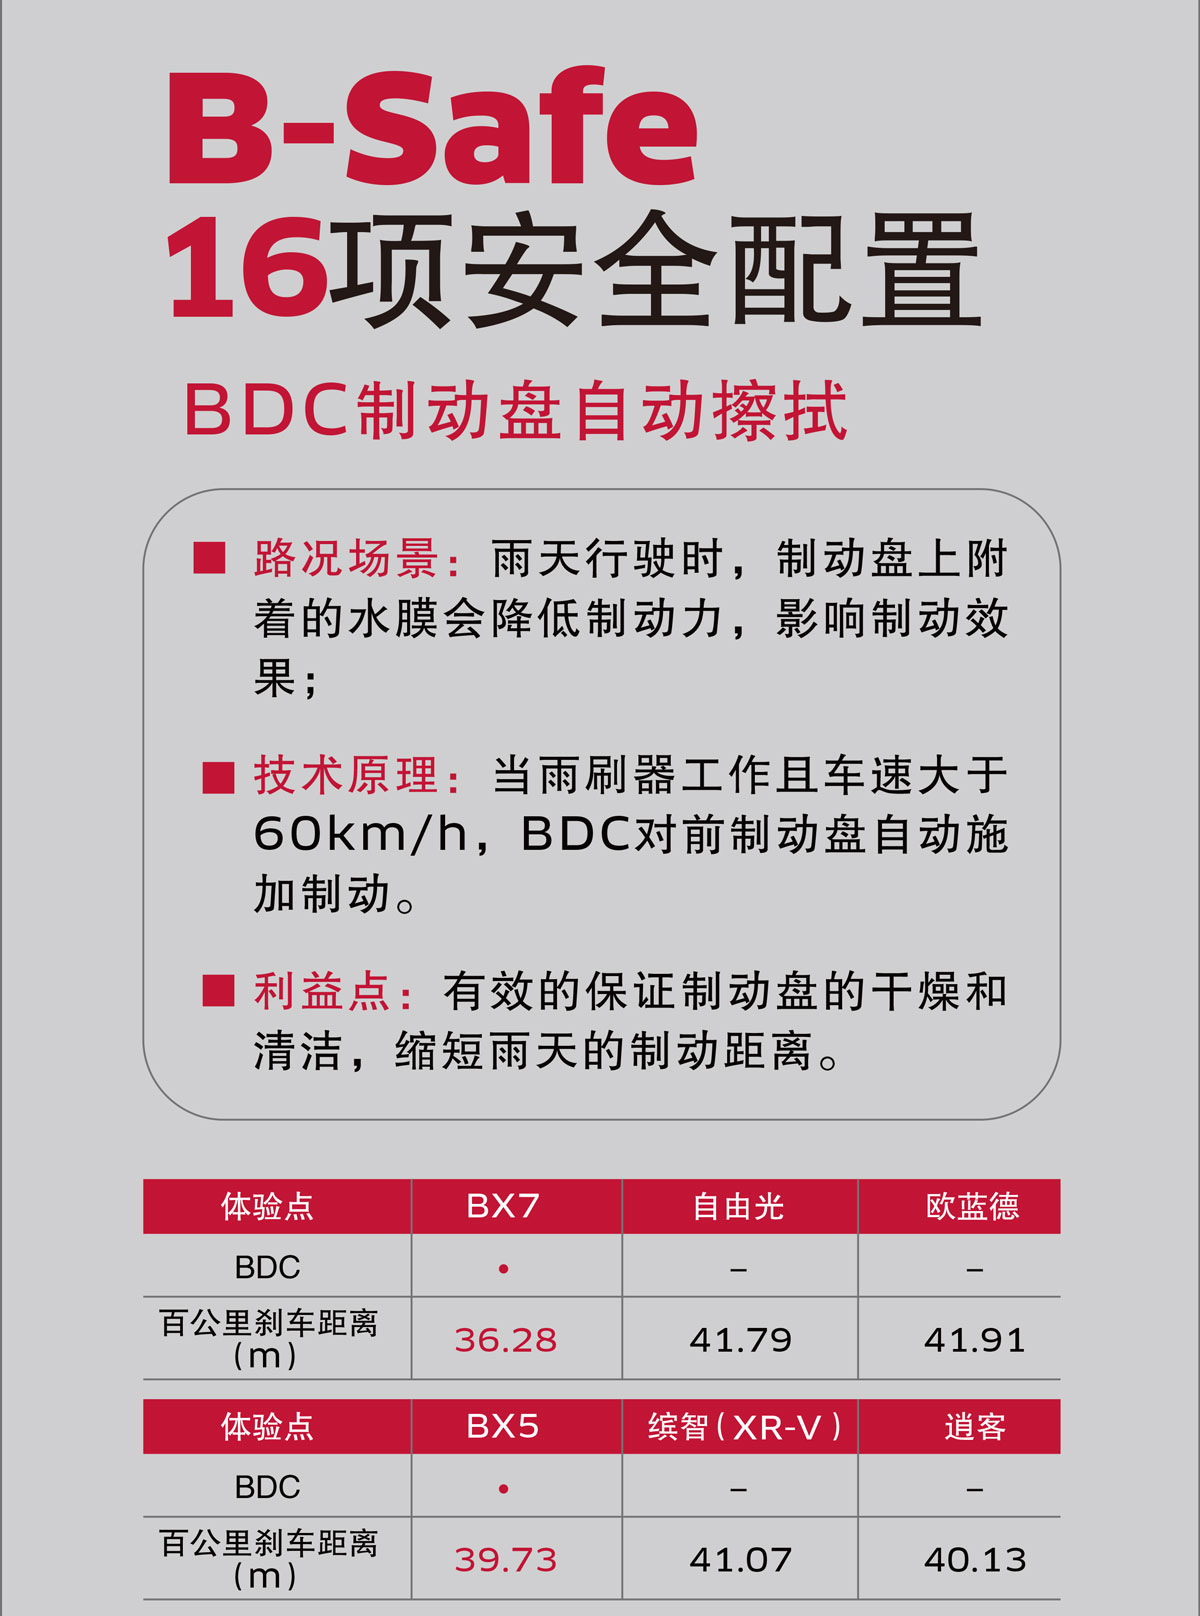 B-Safe
16项安全配置
BDC制动盘自动擦拭
■ 路况场景：雨天行驶时，制动盘上附
着的水膜会降低制动力，影响制动效
果；
■ 技术原理：当雨刷器工作且车速大于
60km/h，BDC对前制动盘自动施
加制动。
■ 利益点：有效的保证制动盘的干燥和
清洁，缩短雨天的制动距离。
体验点 BX7 自由光 欧蓝德
BDC • – –
百公里刹车距离
(m) 36.28 41.79 41.91
体验点 BX5 缤智(XR-V) 逍客
BDC • – –
百公里刹车距离
(m) 39.73 41.07 40.13